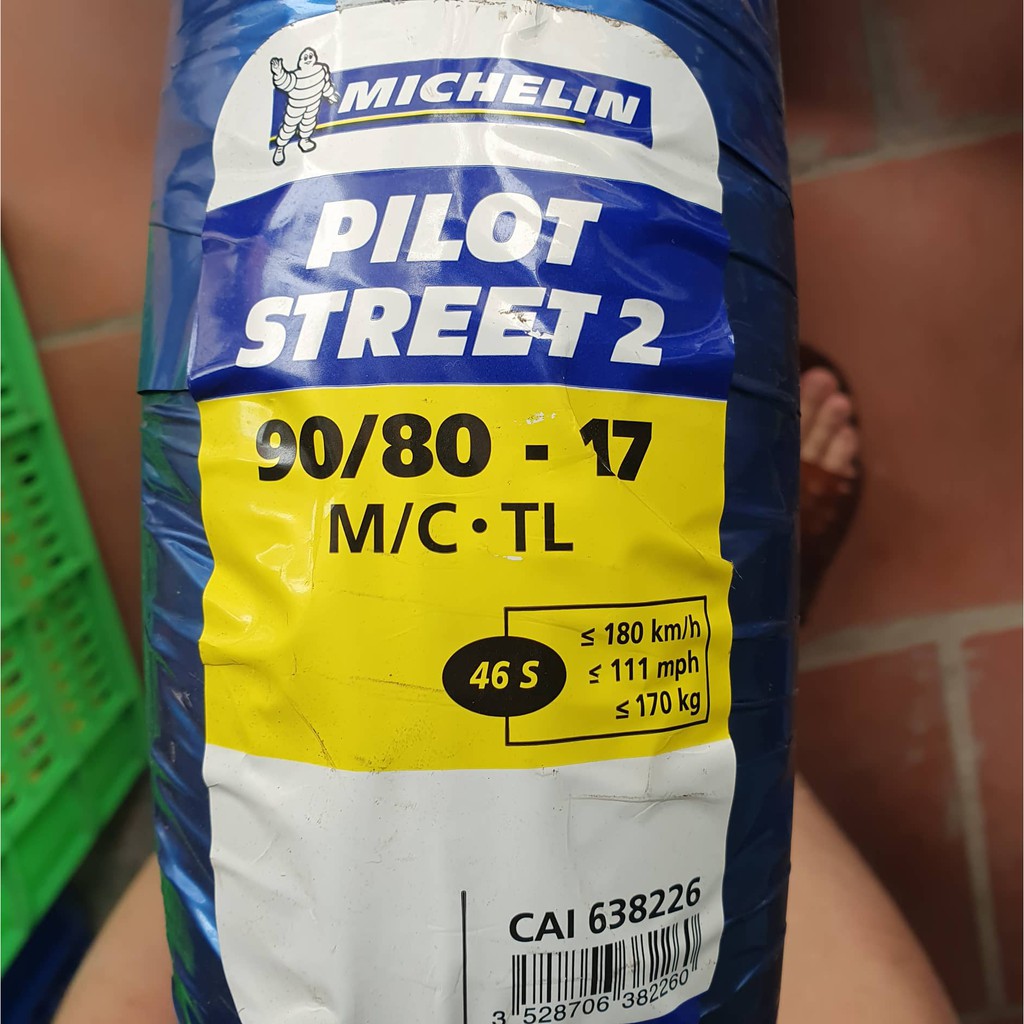 MICHELIN
PILOT
STREET 2
90/80 - 17
M/C • TL
46 S
≤ 180 km/h
≤ 111 mph
≤ 170 kg
CAI 638226
3 528706 382260